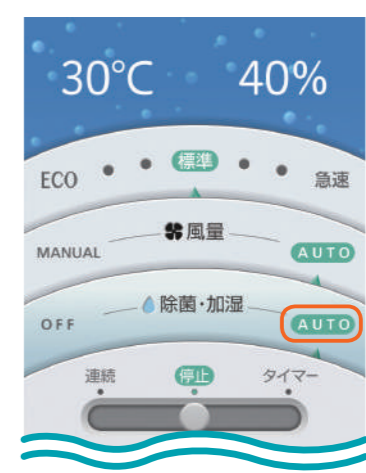 30℃ 40%
ECO 標準 急速
風量
MANUAL AUTO
除菌・加湿
OFF AUTO
連続 停止 タイマー